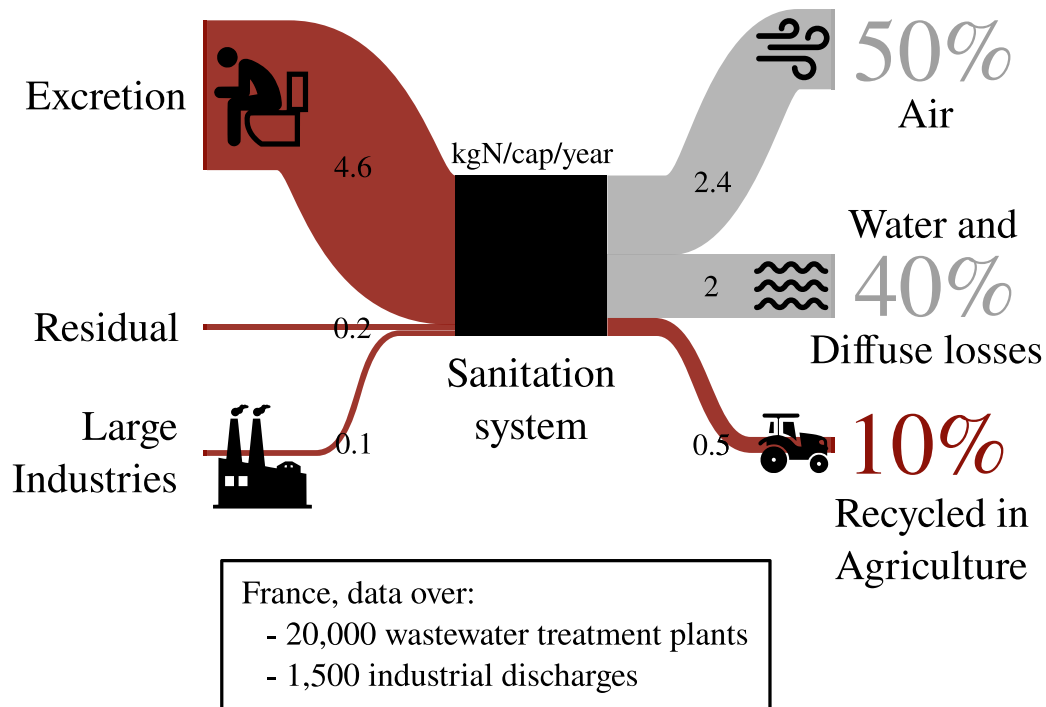 50%
Air
Excretion
kgN/cap/year
4.6
2.4
Water and
40%
Diffuse losses
2
Residual
0.2
Sanitation
system
Large
Industries
0.1
0.5
10%
Recycled in
Agriculture
France, data over:
- 20,000 wastewater treatment plants
- 1,500 industrial discharges